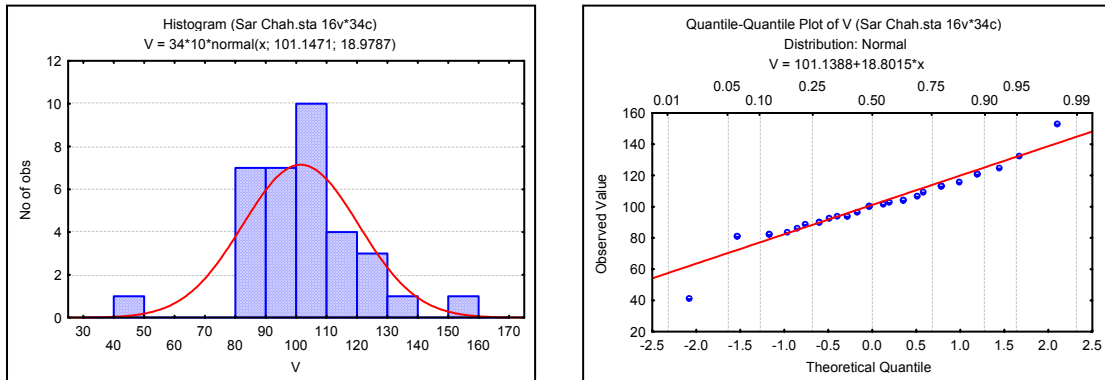 Histogram (Sar Chah.sta 16v*34c)
V = 34*10*normal(x; 101.1471; 18.9787)
12
10
8
6
4
2
0
No of obs
30 50 70 90 110 130 150 170
40 60 80 100 120 140 160
V
Quantile-Quantile Plot of V (Sar Chah.sta 16v*34c)
Distribution: Normal
V = 101.1388+18.8015*x
0.01 0.05 0.10 0.25 0.50 0.75 0.90 0.95 0.99
160
140
120
100
80
60
40
20
Observed Value
-2.5 -2.0 -1.5 -1.0 -0.5 0.0 0.5 1.0 1.5 2.0 2.5
Theoretical Quantile